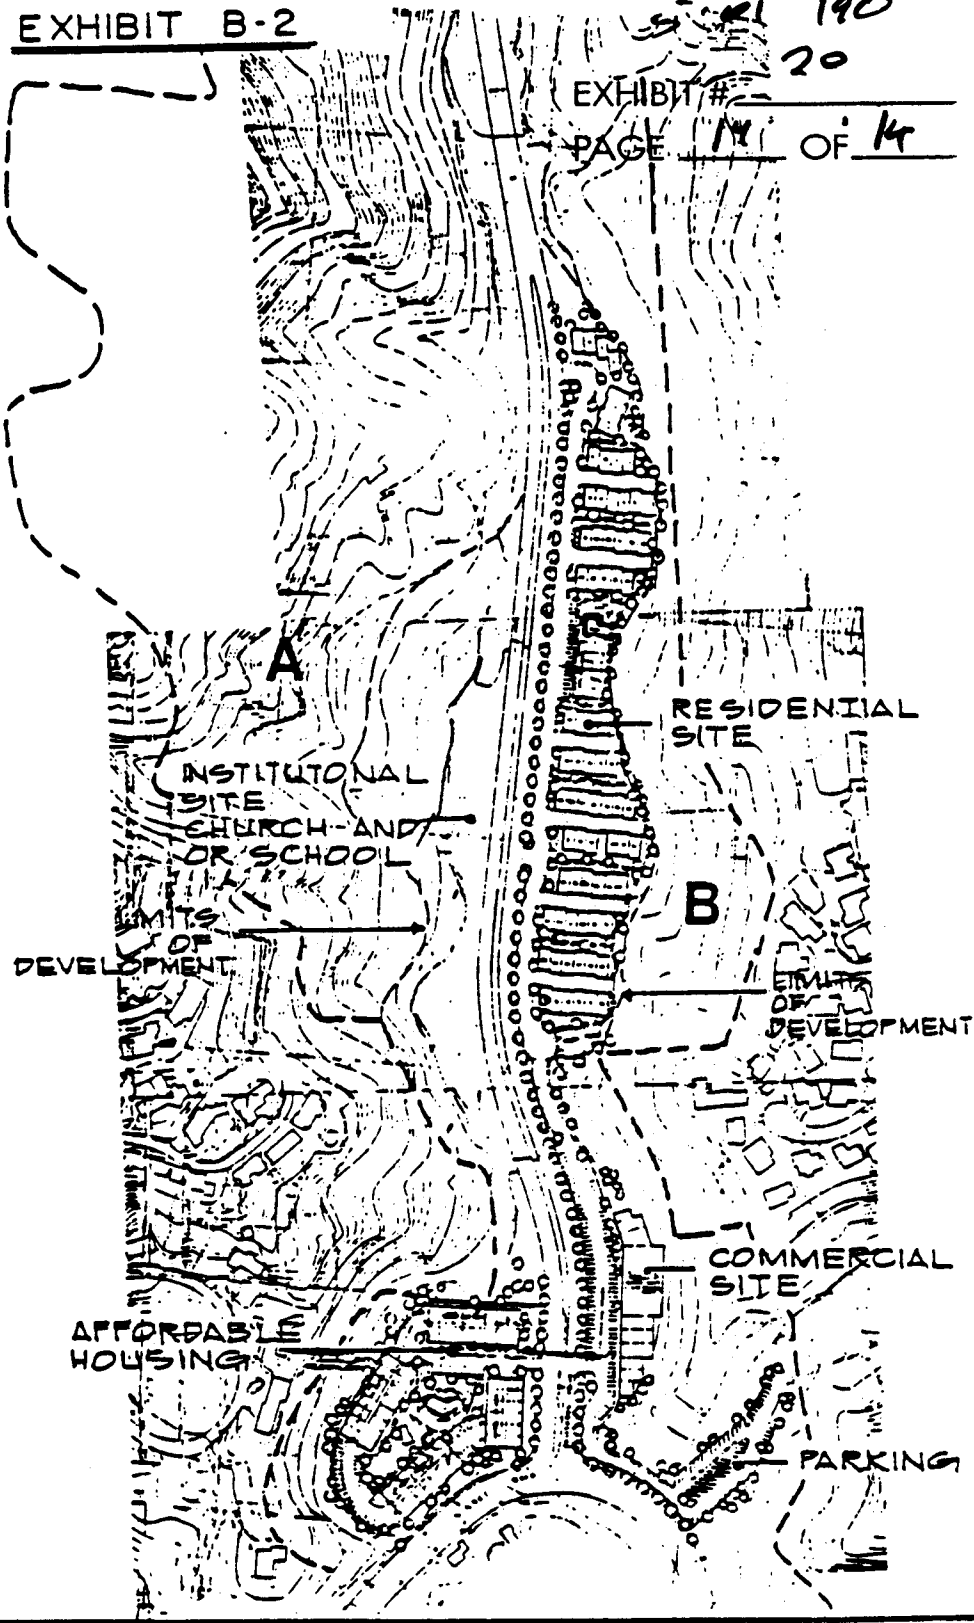 EXHIBIT B-2
190
20
EXHIBIT #
PAGE 14 OF 14
A
RESIDENTIAL
SITE
INSTITUTONAL
SITE
CHURCH AND/
OR SCHOOL
B
LIMITS
OF
DEVELOPMENT
LIMITS
OF
DEVELOPMENT
COMMERCIAL
SITE
AFFORDABLE
HOUSING
PARKING